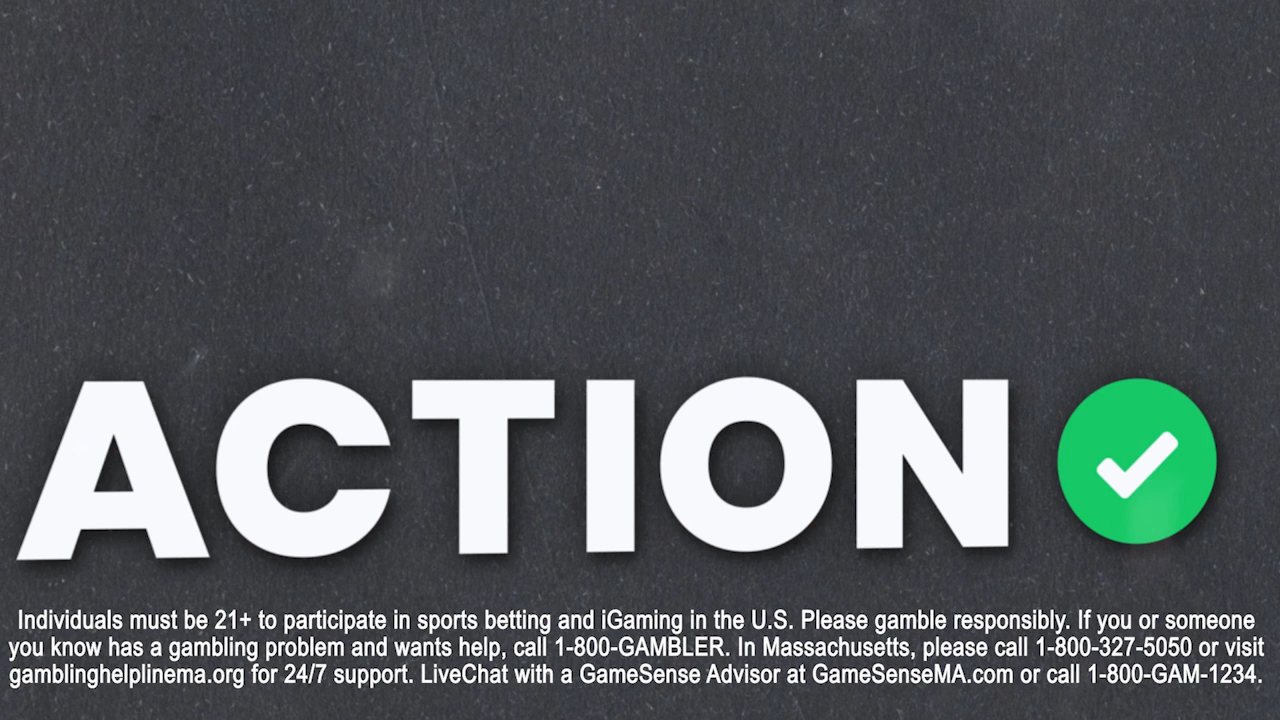 ACTION
Individuals must be 21+ to participate in sports betting and iGaming in the U.S. Please gamble responsibly. If you or someone
you know has a gambling problem and wants help, call 1-800-GAMBLER. In Massachusetts, please call 1-800-327-5050 or visit
gamblinghelplinema.org for 24/7 support. LiveChat with a GameSense Advisor at GameSenseMA.com or call 1-800-GAM-1234.